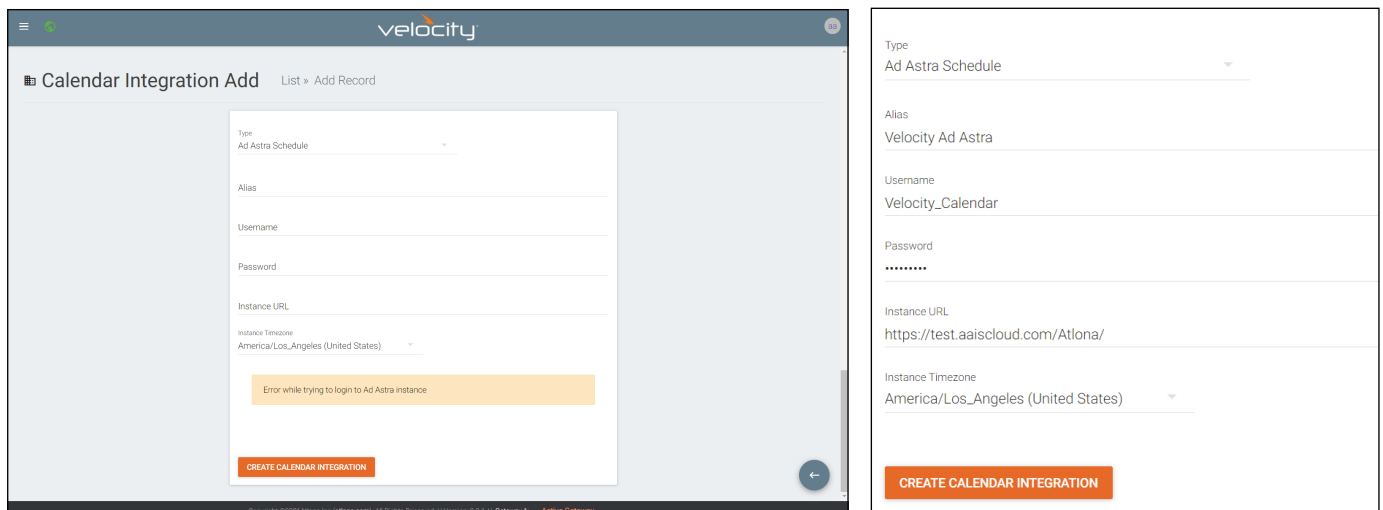 velocity
BB
Calendar Integration Add List » Add Record
Type
Ad Astra Schedule
Alias
Username
Password
Instance URL
Instance Timezone
America/Los_Angeles (United States)
Error while trying to login to Ad Astra instance
CREATE CALENDAR INTEGRATION
Type
Ad Astra Schedule
Alias
Velocity Ad Astra
Username
Velocity_Calendar
Password
•••••••••
Instance URL
https://test.aaiscloud.com/Atlona/
Instance Timezone
America/Los_Angeles (United States)
CREATE CALENDAR INTEGRATION